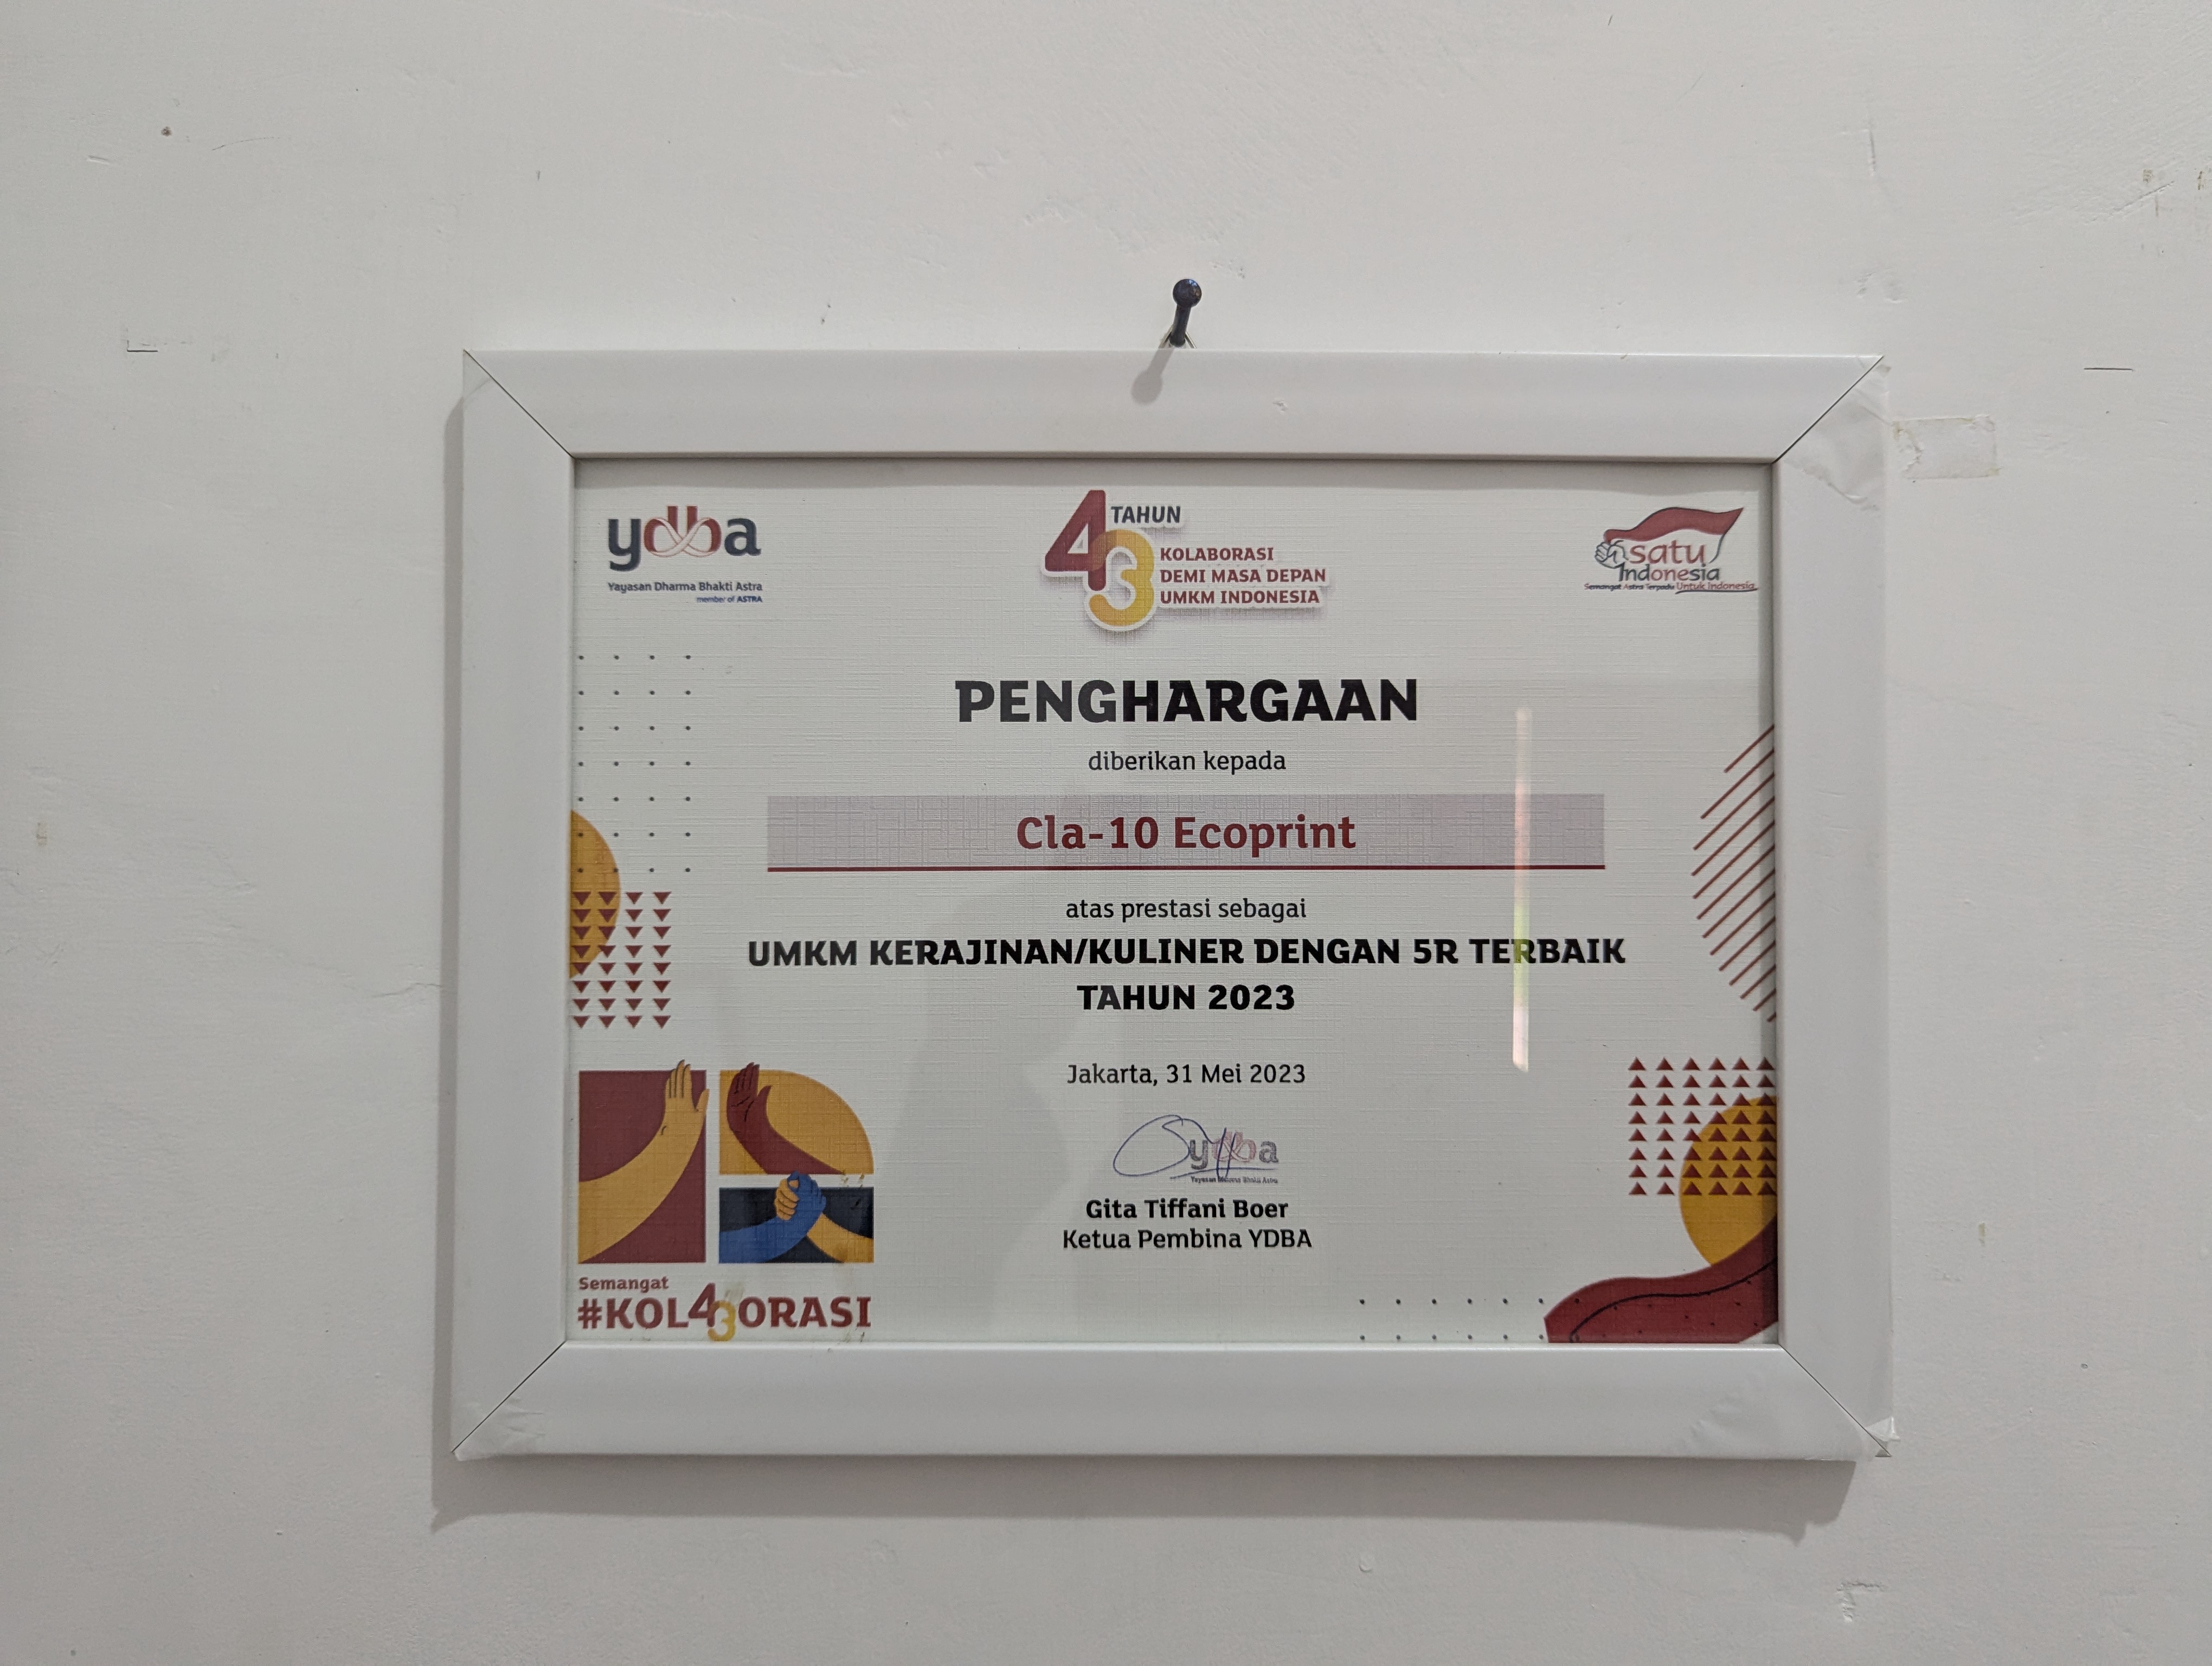 ydba
Yayasan Dharma Bhakti Astra
member of ASTRA
43 TAHUN
KOLABORASI
DEMI MASA DEPAN
UMKM INDONESIA
satu
Indonesia
Semangat Astra Terpadu Untuk Indonesia
PENGHARGAAN
diberikan kepada
Cla-10 Ecoprint
atas prestasi sebagai
UMKM KERAJINAN/KULINER DENGAN 5R TERBAIK
TAHUN 2023
Jakarta, 31 Mei 2023
ydba
Yayasan Dharma Bhakti Astra
Gita Tiffani Boer
Ketua Pembina YDBA
Semangat
#KOL43ORASI